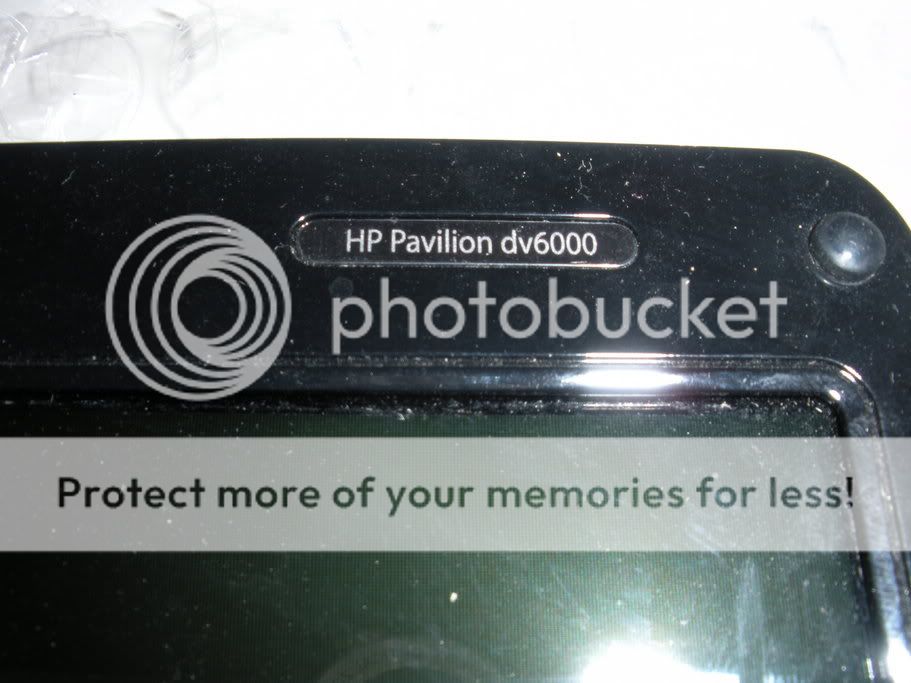 HP Pavilion dv6000
photobucket
Protect more of your memories for less!